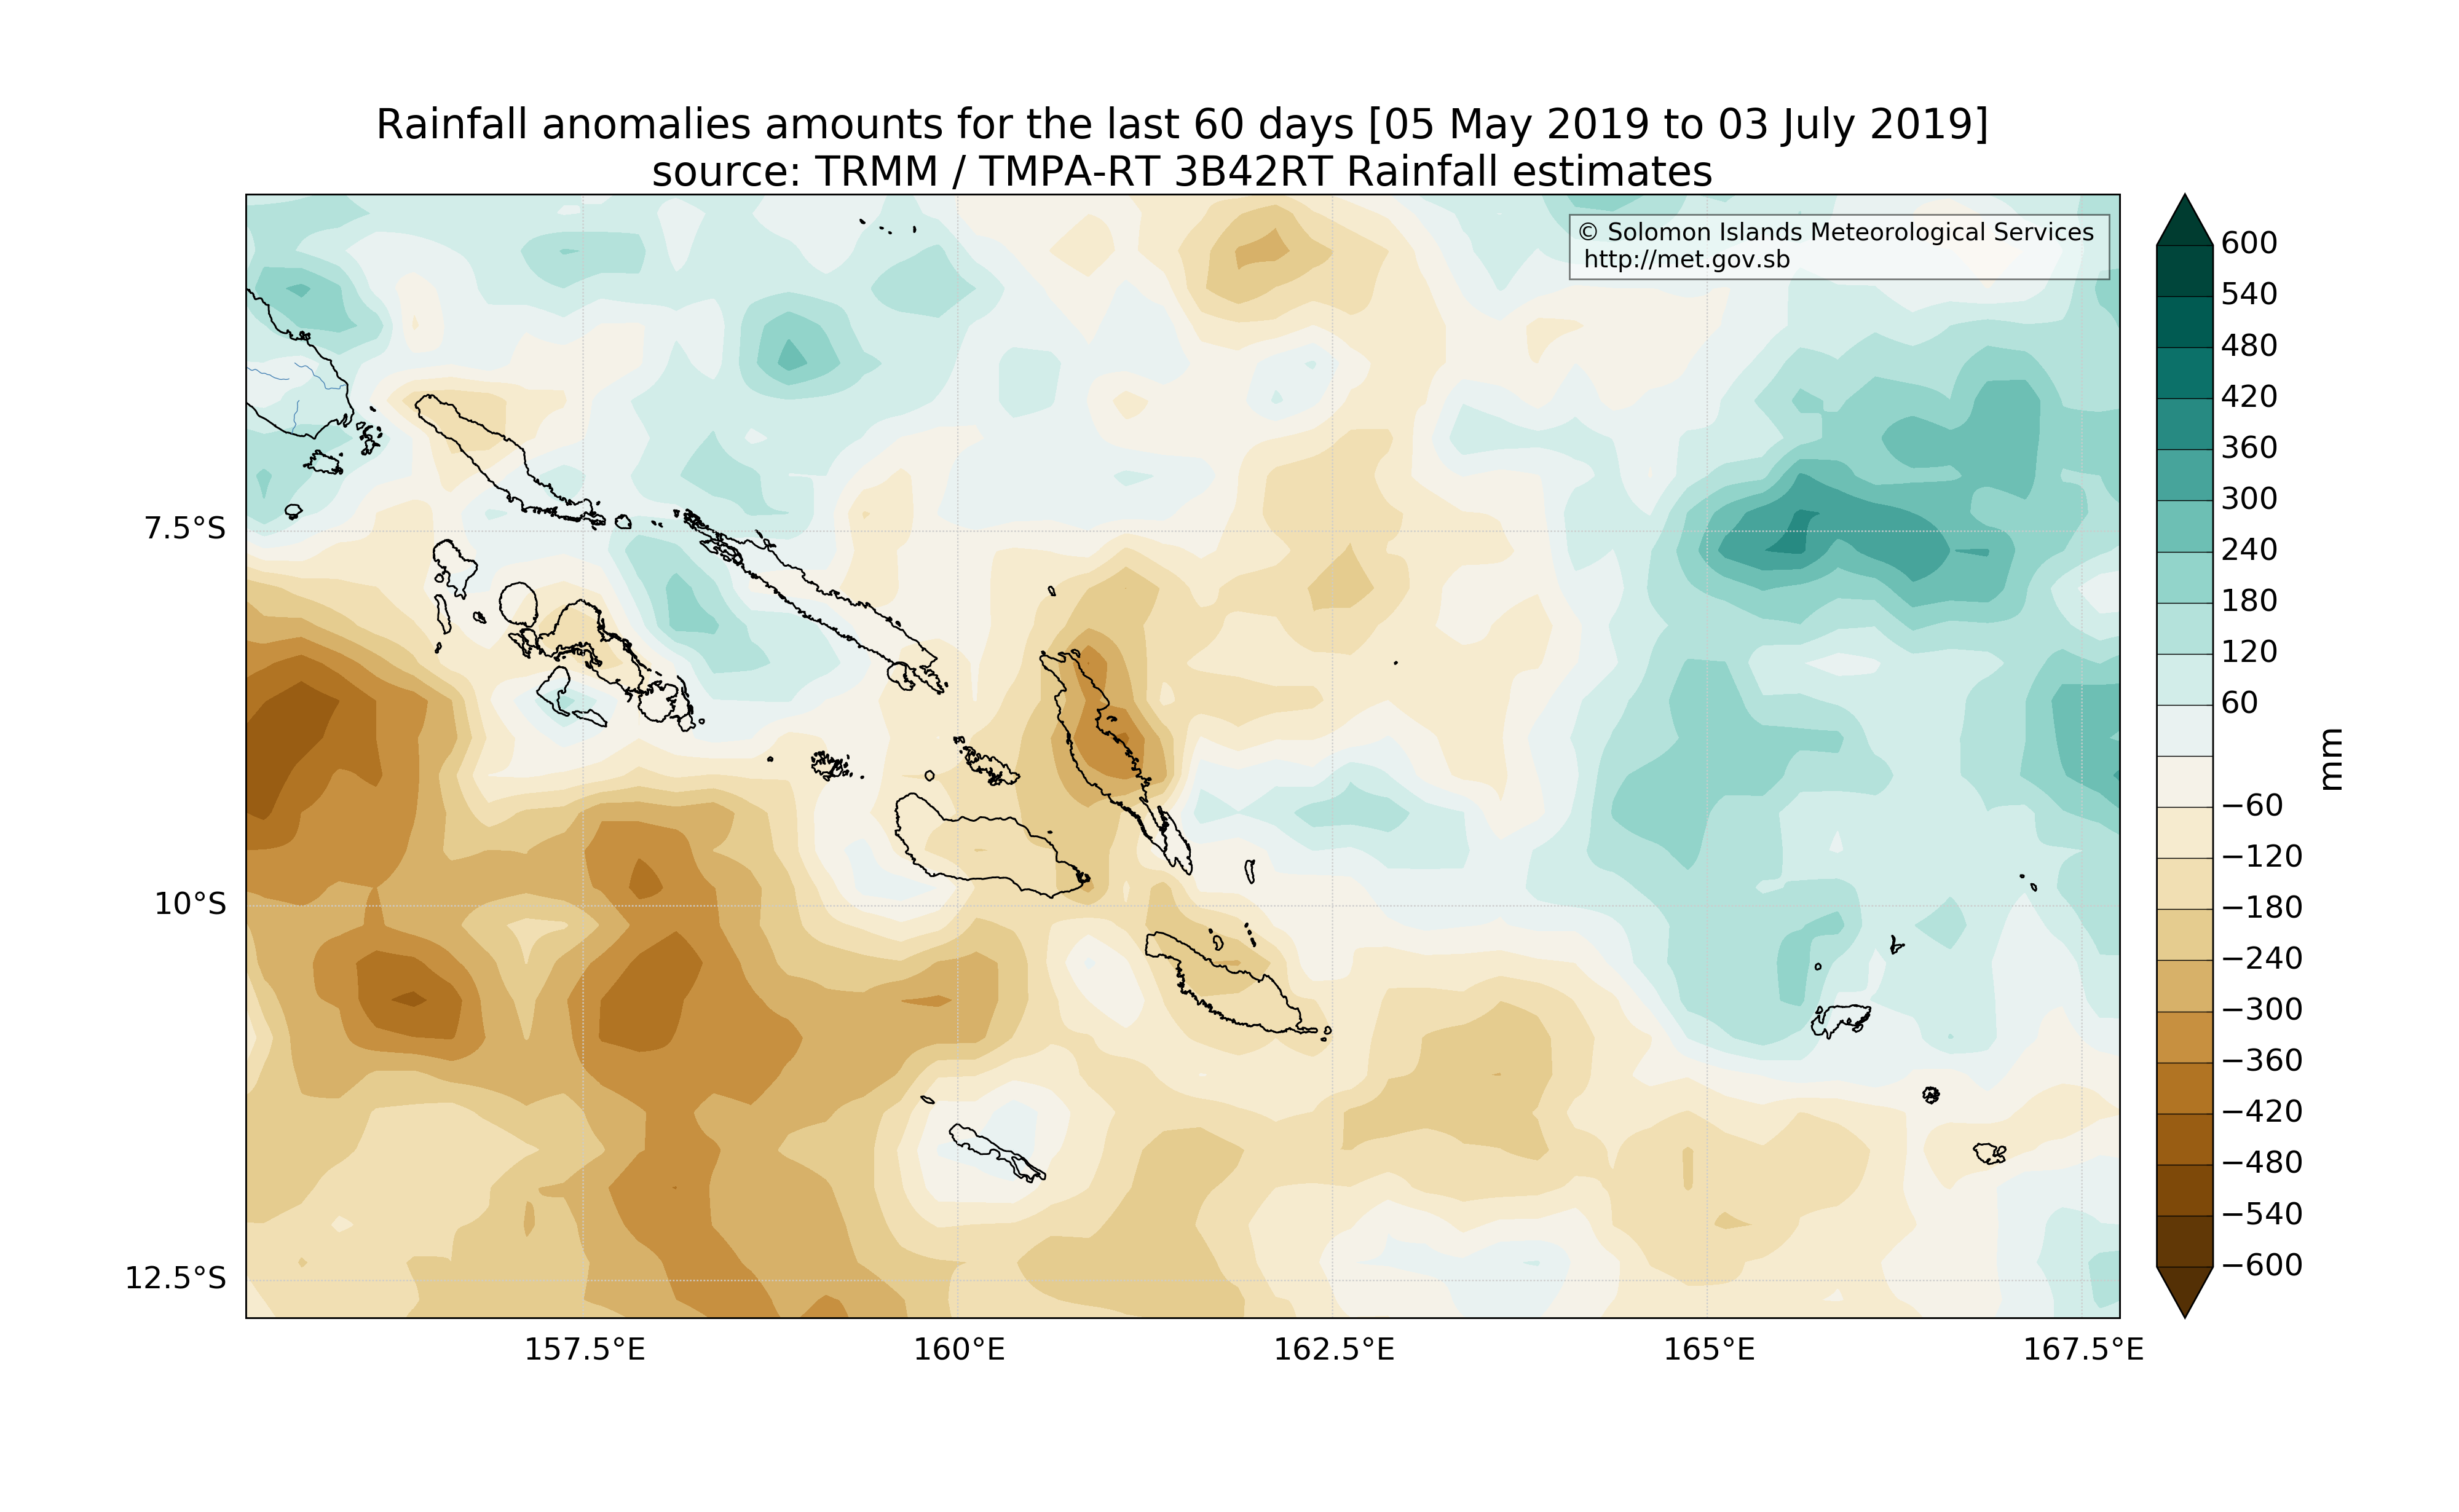 Rainfall anomalies amounts for the last 60 days [05 May 2019 to 03 July 2019]
source: TRMM / TMPA-RT 3B42RT Rainfall estimates
© Solomon Islands Meteorological Services
http://met.gov.sb
7.5°S
10°S
12.5°S
157.5°E
160°E
162.5°E
165°E
167.5°E
600
540
480
420
360
300
240
180
120
60
−60
−120
−180
−240
−300
−360
−420
−480
−540
−600
mm